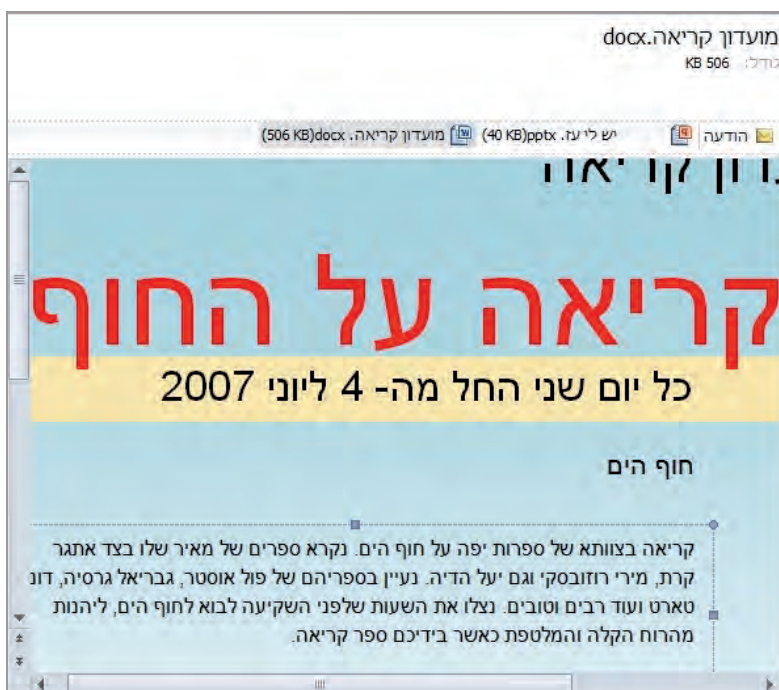 מועדון קריאה.docx
גודל: 506 KB
הודעה יש לי עז.pptx (40 KB) מועדון קריאה.docx (506 KB)
קריאה
קריאה על החוף
כל יום שני החל מה- 4 ליוני 2007
חוף הים
קריאה בצוותא של ספרות יפה על חוף הים. נקרא ספרים של מאיר שלו בצד אתגר
קרת, מירי רוזובסקי וגם יעל הדיה. נעיין בספריהם של פול אוסטר, גבריאל גרסיה,
טארט ועוד רבים וטובים. נצלו את השעות שלפני השקיעה לבוא לחוף הים, ליהנות
מהרוח הקלה והמלטפת כאשר בידיכם ספר קריאה.